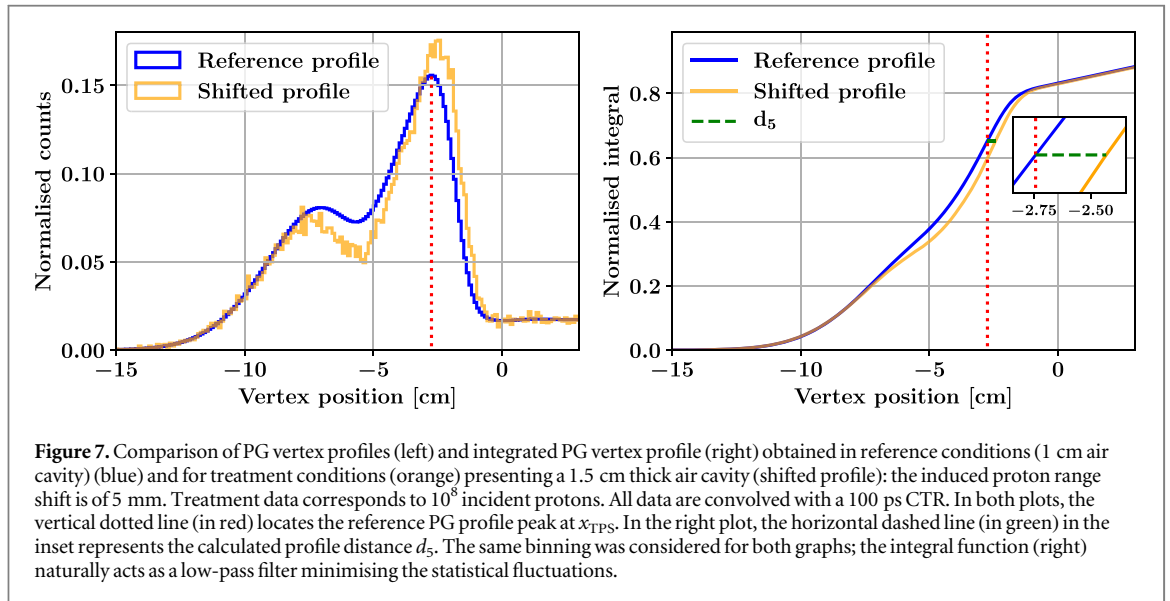 Reference profile
Shifted profile
0.15
0.10
0.05
0.00
Normalised counts
−15
−10
−5
0
Vertex position [cm]
Reference profile
Shifted profile
d5
0.8
0.6
0.4
0.2
0.0
Normalised integral
−2.75
−2.50
−15
−10
−5
0
Vertex position [cm]
Figure 7. Comparison of PG vertex profiles (left) and integrated PG vertex profile (right) obtained in reference conditions (1 cm air
cavity) (blue) and for treatment conditions (orange) presenting a 1.5 cm thick air cavity (shifted profile): the induced proton range
shift is of 5 mm. Treatment data corresponds to 10⁸ incident protons. All data are convolved with a 100 ps CTR. In both plots, the
vertical dotted line (in red) locates the reference PG profile peak at xTPS. In the right plot, the horizontal dashed line (in green) in the
inset represents the calculated profile distance d5. The same binning was considered for both graphs; the integral function (right)
naturally acts as a low-pass filter minimising the statistical fluctuations.